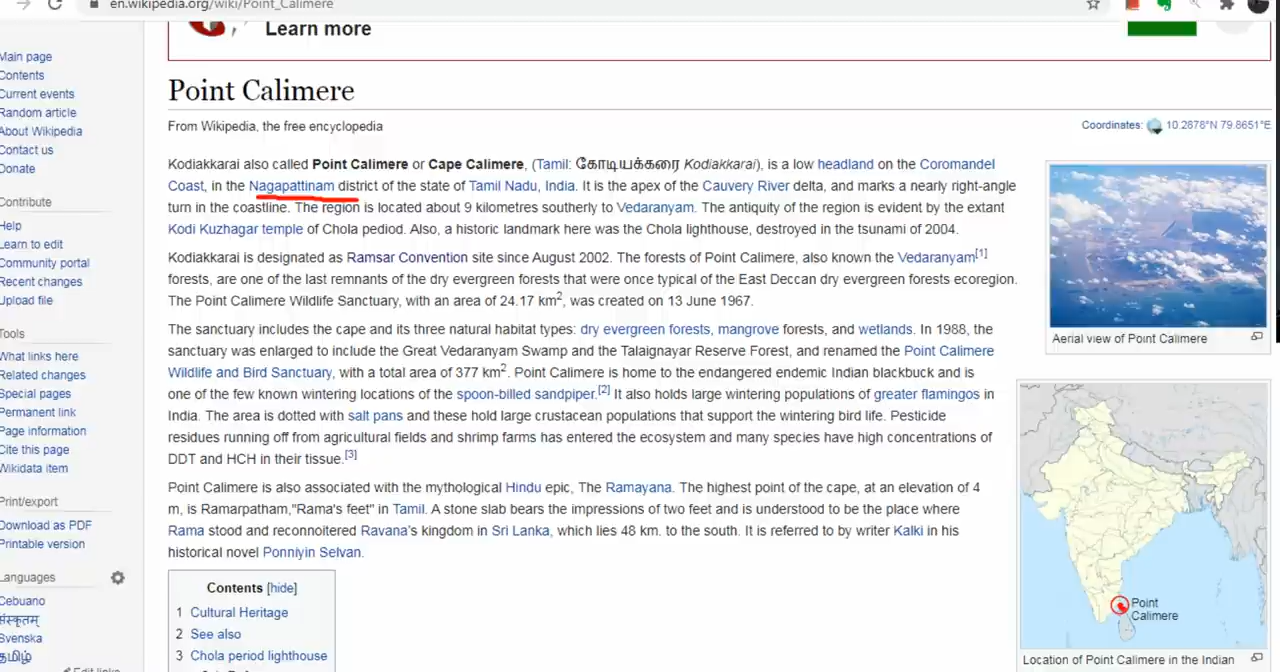 en.wikipedia.org/wiki/Point_Calimere
Learn more
Main page
Contents
Current events
Random article
About Wikipedia
Contact us
Donate
Contribute
Help
Learn to edit
Community portal
Recent changes
Upload file
Tools
What links here
Related changes
Special pages
Permanent link
Page information
Cite this page
Wikidata item
Print/export
Download as PDF
Printable version
Languages
Cebuano
संस्कृतम्
Svenska
தமிழ்
Edit links
Point Calimere
From Wikipedia, the free encyclopedia
Coordinates: 10.2878°N 79.8651°E
Kodiakkarai also called Point Calimere or Cape Calimere, (Tamil: கோடியக்கரை Kodiakkarai), is a low headland on the Coromandel
Coast, in the Nagapattinam district of the state of Tamil Nadu, India. It is the apex of the Cauvery River delta, and marks a nearly right-angle
turn in the coastline. The region is located about 9 kilometres southerly to Vedaranyam. The antiquity of the region is evident by the extant
Kodi Kuzhagar temple of Chola pediod. Also, a historic landmark here was the Chola lighthouse, destroyed in the tsunami of 2004.
Kodiakkarai is designated as Ramsar Convention site since August 2002. The forests of Point Calimere, also known the Vedaranyam[1]
forests, are one of the last remnants of the dry evergreen forests that were once typical of the East Deccan dry evergreen forests ecoregion.
The Point Calimere Wildlife Sanctuary, with an area of 24.17 km², was created on 13 June 1967.
The sanctuary includes the cape and its three natural habitat types: dry evergreen forests, mangrove forests, and wetlands. In 1988, the
sanctuary was enlarged to include the Great Vedaranyam Swamp and the Talaignayar Reserve Forest, and renamed the Point Calimere
Wildlife and Bird Sanctuary, with a total area of 377 km². Point Calimere is home to the endangered endemic Indian blackbuck and is
one of the few known wintering locations of the spoon-billed sandpiper.[2] It also holds large wintering populations of greater flamingos in
India. The area is dotted with salt pans and these hold large crustacean populations that support the wintering bird life. Pesticide
residues running off from agricultural fields and shrimp farms has entered the ecosystem and many species have high concentrations of
DDT and HCH in their tissue.[3]
Point Calimere is also associated with the mythological Hindu epic, The Ramayana. The highest point of the cape, at an elevation of 4
m, is Ramarpatham,"Rama's feet" in Tamil. A stone slab bears the impressions of two feet and is understood to be the place where
Rama stood and reconnoitered Ravana's kingdom in Sri Lanka, which lies 48 km. to the south. It is referred to by writer Kalki in his
historical novel Ponniyin Selvan.
Contents [hide]
1 Cultural Heritage
2 See also
3 Chola period lighthouse
Aerial view of Point Calimere
Point
Calimere
Location of Point Calimere in the Indian